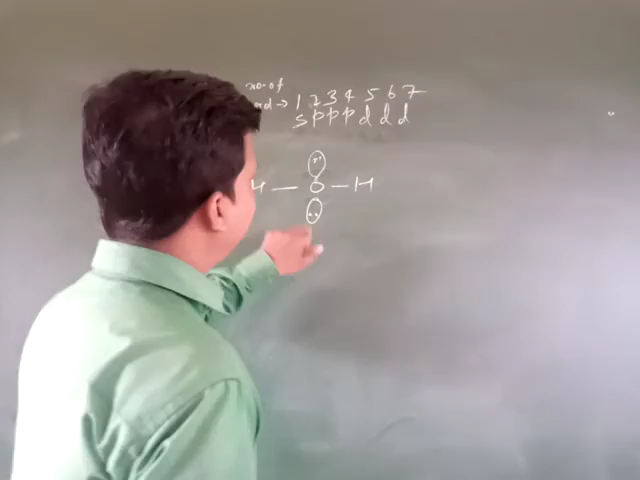 no. of
1 2 3 4 5 6 7
s p p p d d d
H — O — H